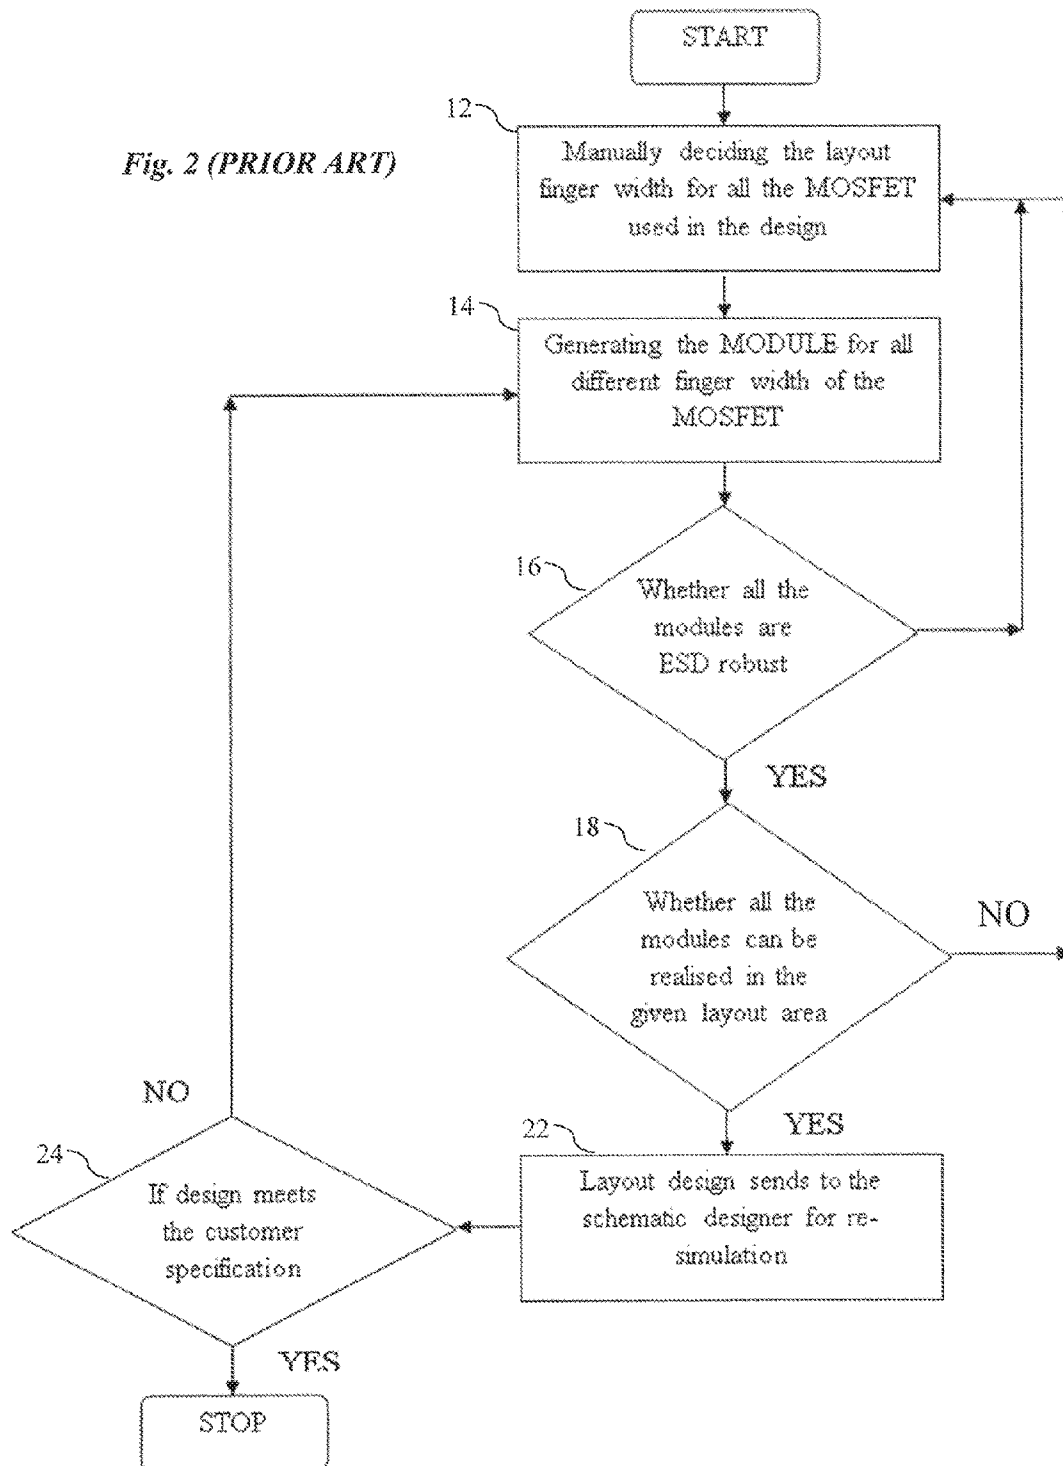 START
12
Fig. 2 (PRIOR ART)
Manually deciding the layout
finger width for all the MOSFET
used in the design
14
Generating the MODULE for all
different finger width of the
MOSFET
16
Whether all the
modules are
ESD robust
YES
18
Whether all the
modules can be
realised in the
given layout area
NO
NO
YES
24
22
If design meets
the customer
specification
Layout design sends to the
schematic designer for re-
simulation
YES
STOP